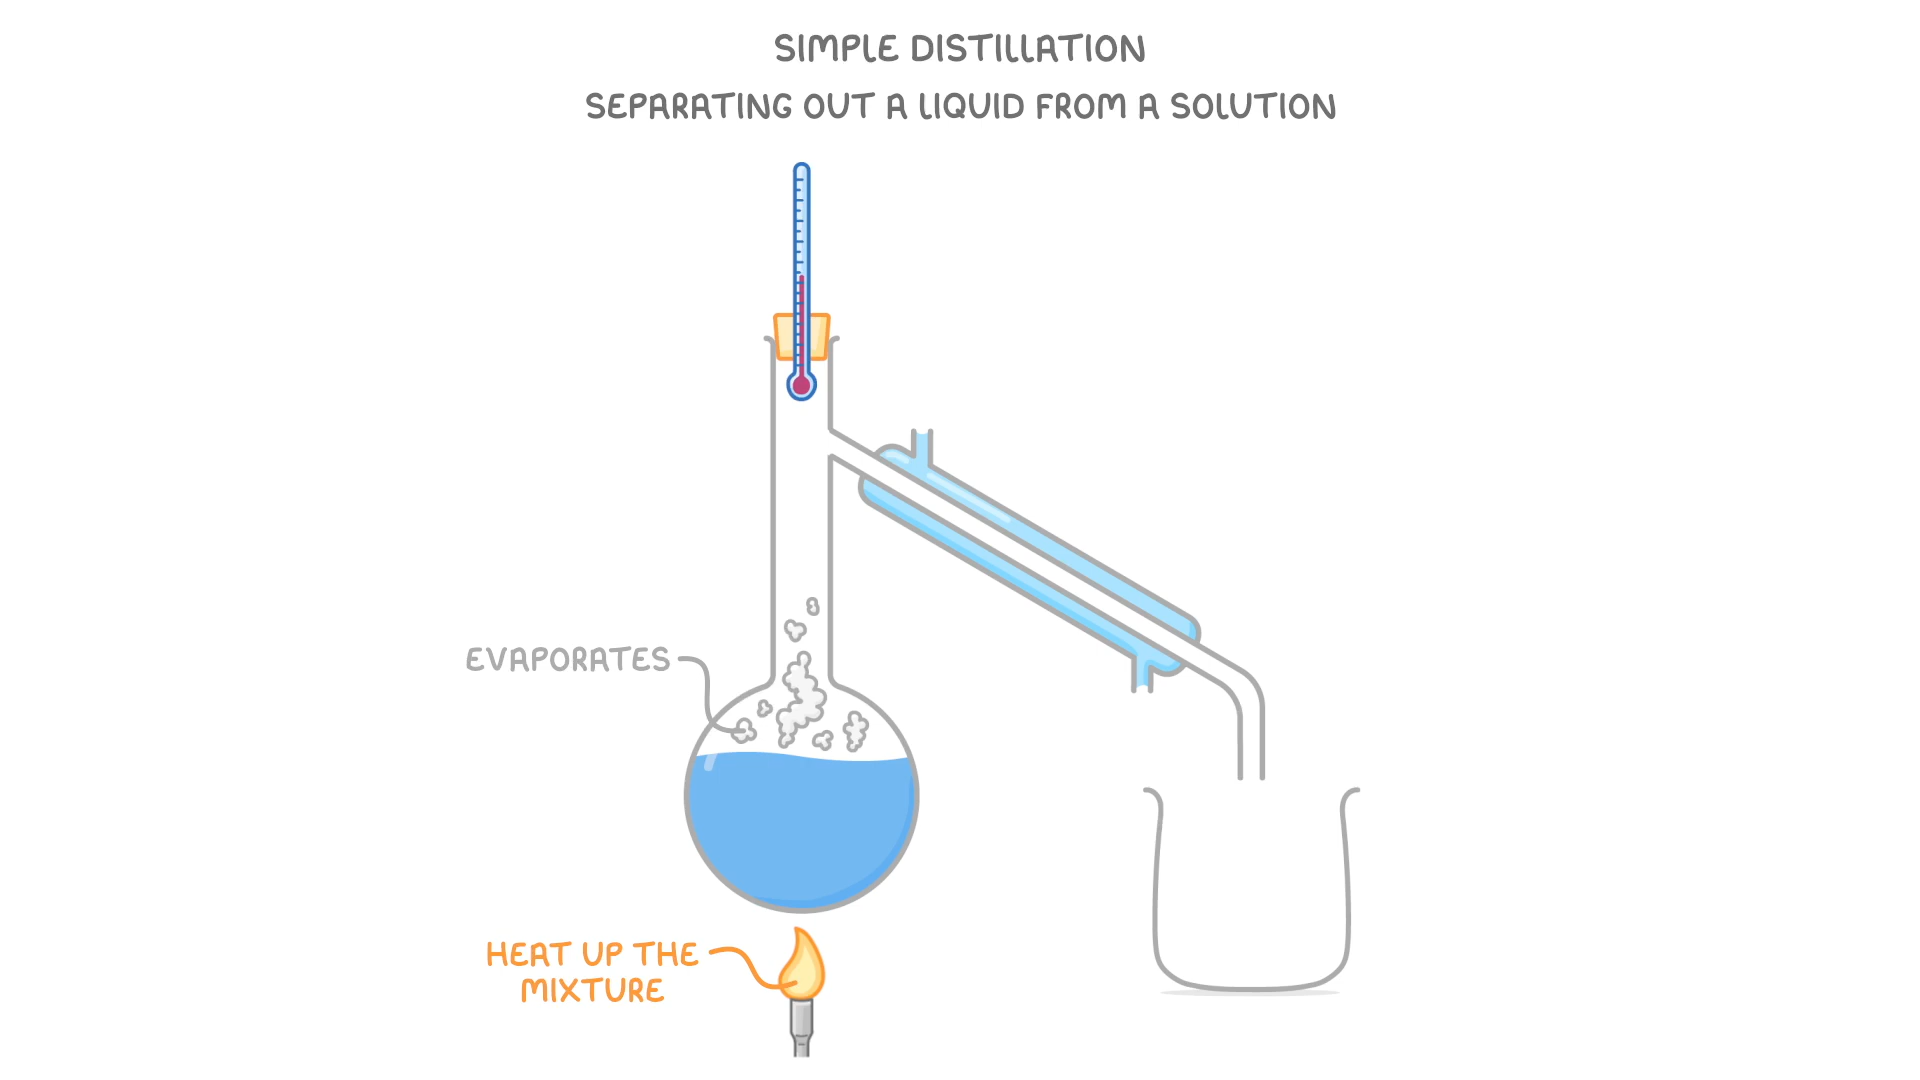 SIMPLE DISTILLATION
SEPARATING OUT A LIQUID FROM A SOLUTION
EVAPORATES
HEAT UP THE
MIXTURE